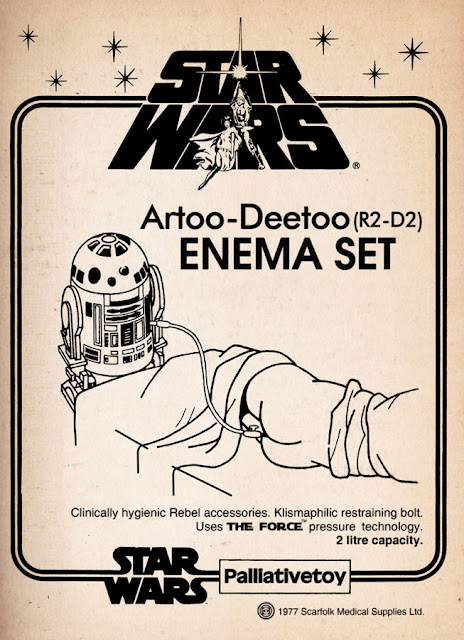 STAR
WARS®
Artoo-Deetoo (R2-D2)
ENEMA SET
Clinically hygienic Rebel accessories. Klismaphilic restraining bolt.
Uses THE FORCE™ pressure technology.
2 litre capacity.
STAR
WARS
Palliativetoy
1977 Scarfolk Medical Supplies Ltd.